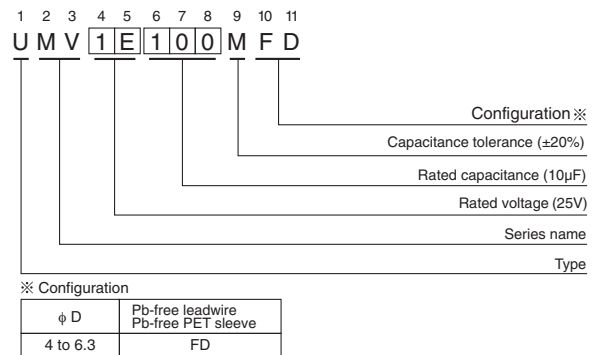 1 2 3 4 5 6 7 8 9 10 11
U M V 1 E 1 0 0 M F D
Configuration※
Capacitance tolerance (±20%)
Rated capacitance (10µF)
Rated voltage (25V)
Series name
Type
※ Configuration
ϕ D
Pb-free leadwire
Pb-free PET sleeve
4 to 6.3
FD